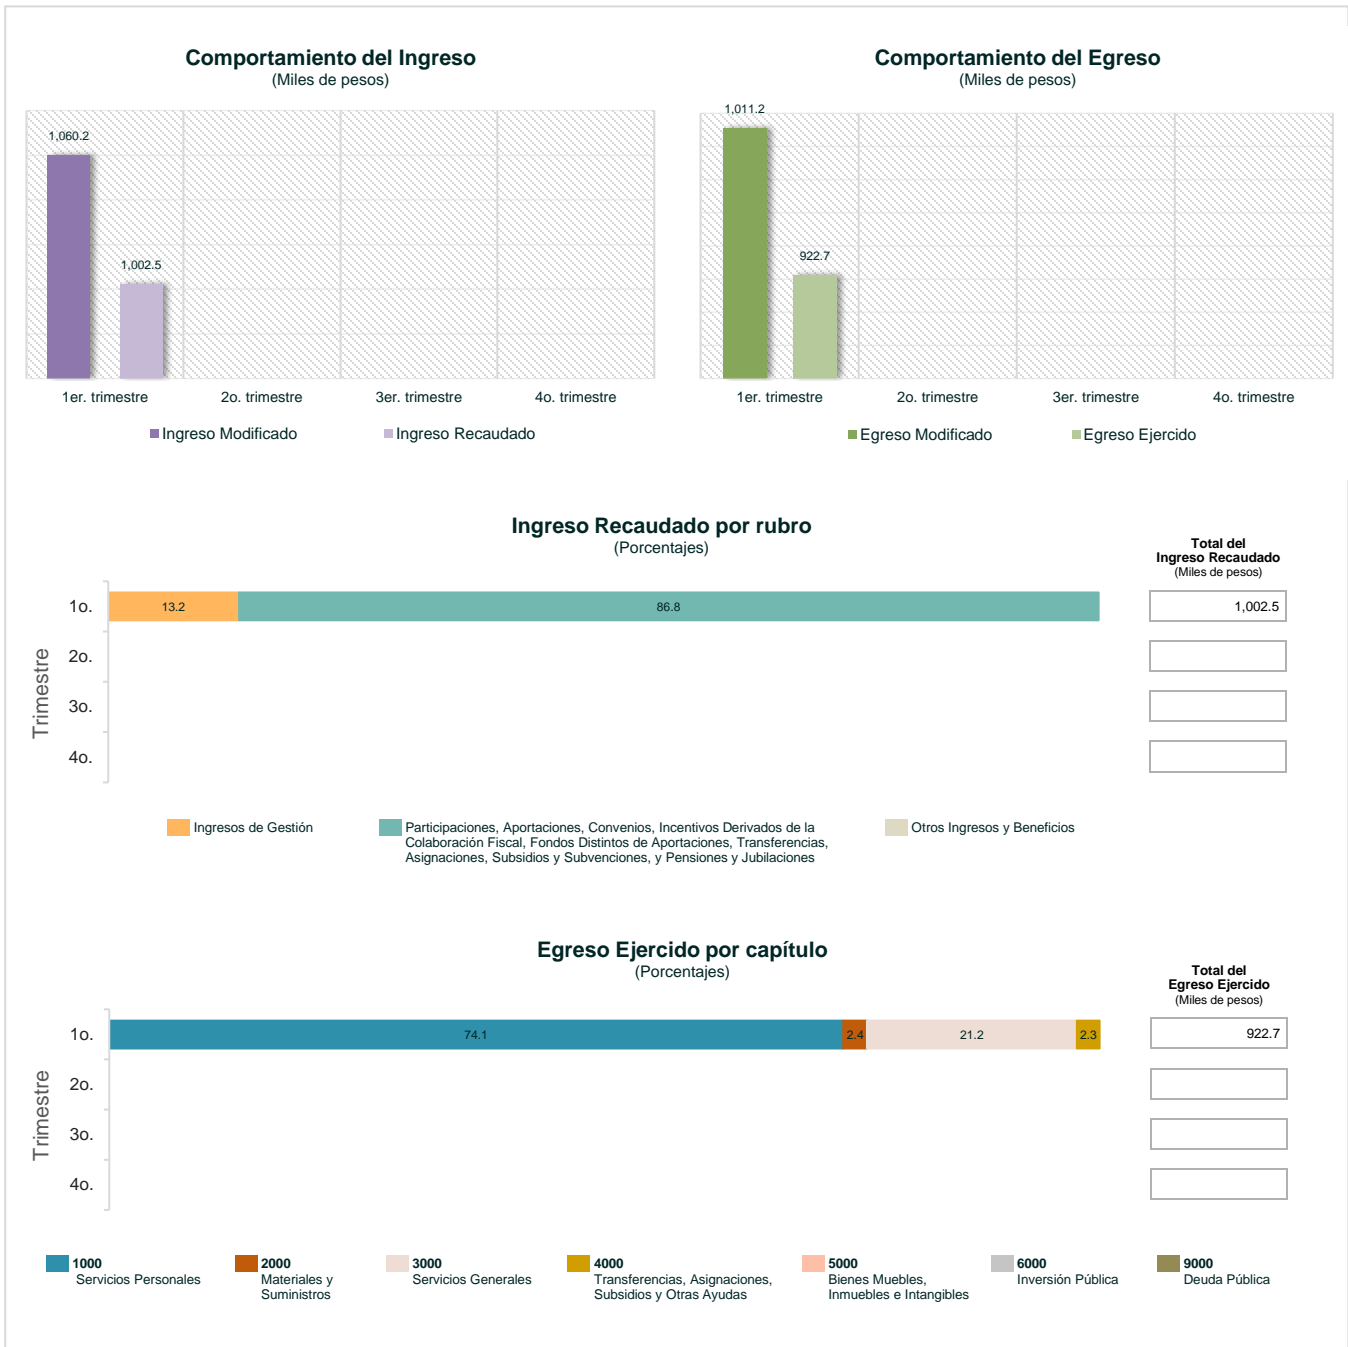 Comportamiento del Ingreso
(Miles de pesos)
1,060.2
1,002.5
1er. trimestre
2o. trimestre
3er. trimestre
4o. trimestre
Ingreso Modificado
Ingreso Recaudado
Comportamiento del Egreso
(Miles de pesos)
1,011.2
922.7
1er. trimestre
2o. trimestre
3er. trimestre
4o. trimestre
Egreso Modificado
Egreso Ejercido
Ingreso Recaudado por rubro
(Porcentajes)
Total del
Ingreso Recaudado
(Miles de pesos)
Trimestre
1o.
13.2
86.8
1,002.5
2o.
3o.
4o.
Ingresos de Gestión
Participaciones, Aportaciones, Convenios, Incentivos Derivados de la
Colaboración Fiscal, Fondos Distintos de Aportaciones, Transferencias,
Asignaciones, Subsidios y Subvenciones, y Pensiones y Jubilaciones
Otros Ingresos y Beneficios
Egreso Ejercido por capítulo
(Porcentajes)
Total del
Egreso Ejercido
(Miles de pesos)
Trimestre
1o.
74.1
2.4
21.2
2.3
922.7
2o.
3o.
4o.
1000
Servicios Personales
2000
Materiales y
Suministros
3000
Servicios Generales
4000
Transferencias, Asignaciones,
Subsidios y Otras Ayudas
5000
Bienes Muebles,
Inmuebles e Intangibles
6000
Inversión Pública
9000
Deuda Pública